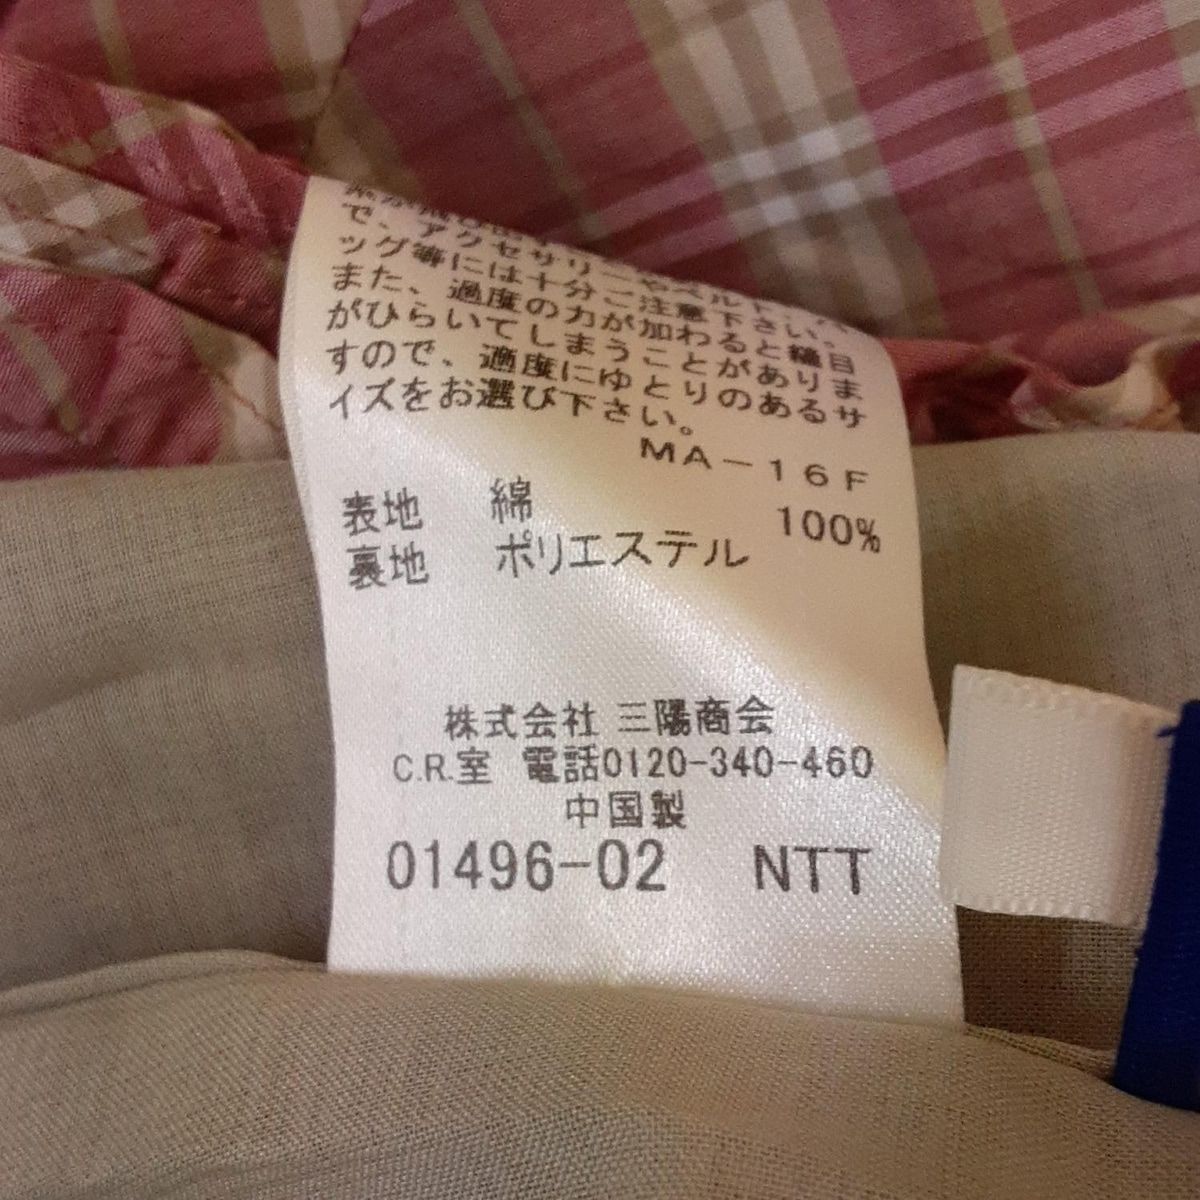 で、アクセサリーやベルト、バ
ッグ等には十分ご注意下さい。
また、過度の力が加わると縫目
がひらいてしまうことがありま
すので、適度にゆとりのあるサ
イズをお選び下さい。
MA-16F
表地 綿 100%
裏地 ポリエステル
株式会社 三陽商会
C.R.室 電話0120-340-460
中国製
01496-02 NTT